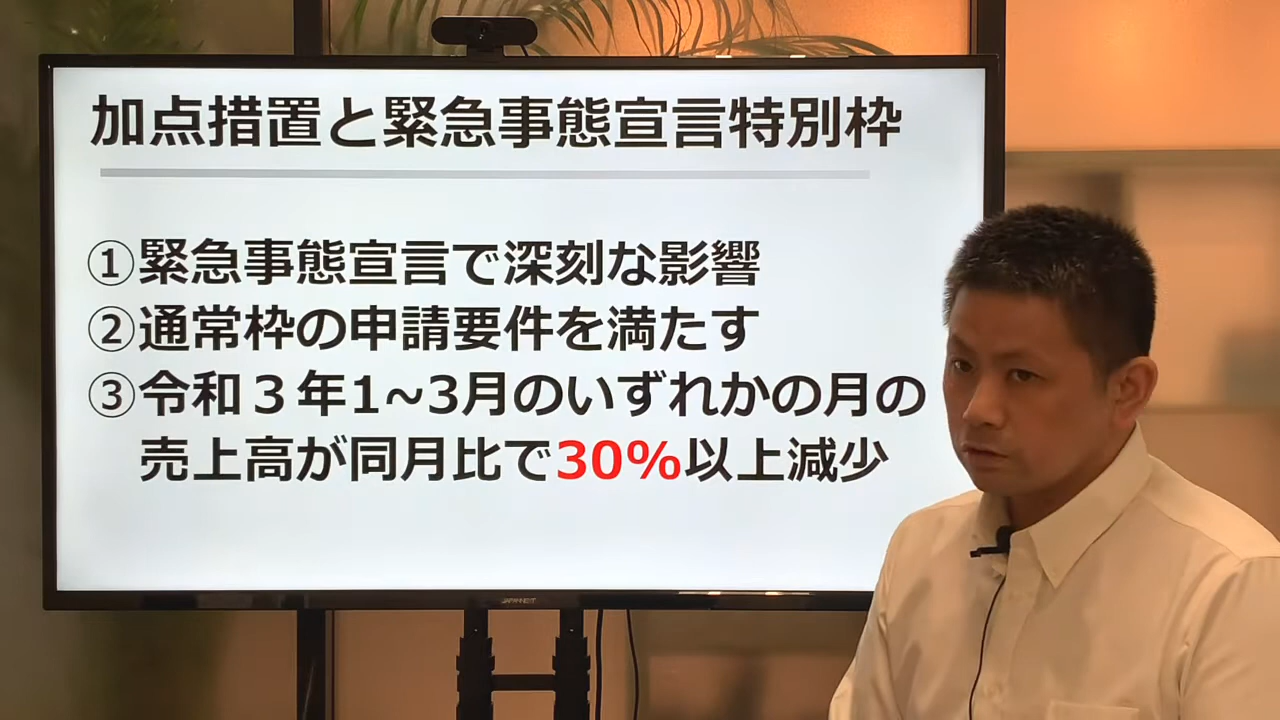 加点措置と緊急事態宣言特別枠
①緊急事態宣言で深刻な影響
②通常枠の申請要件を満たす
③令和３年1~3月のいずれかの月の
売上高が同月比で30%以上減少
JAPANNEXT